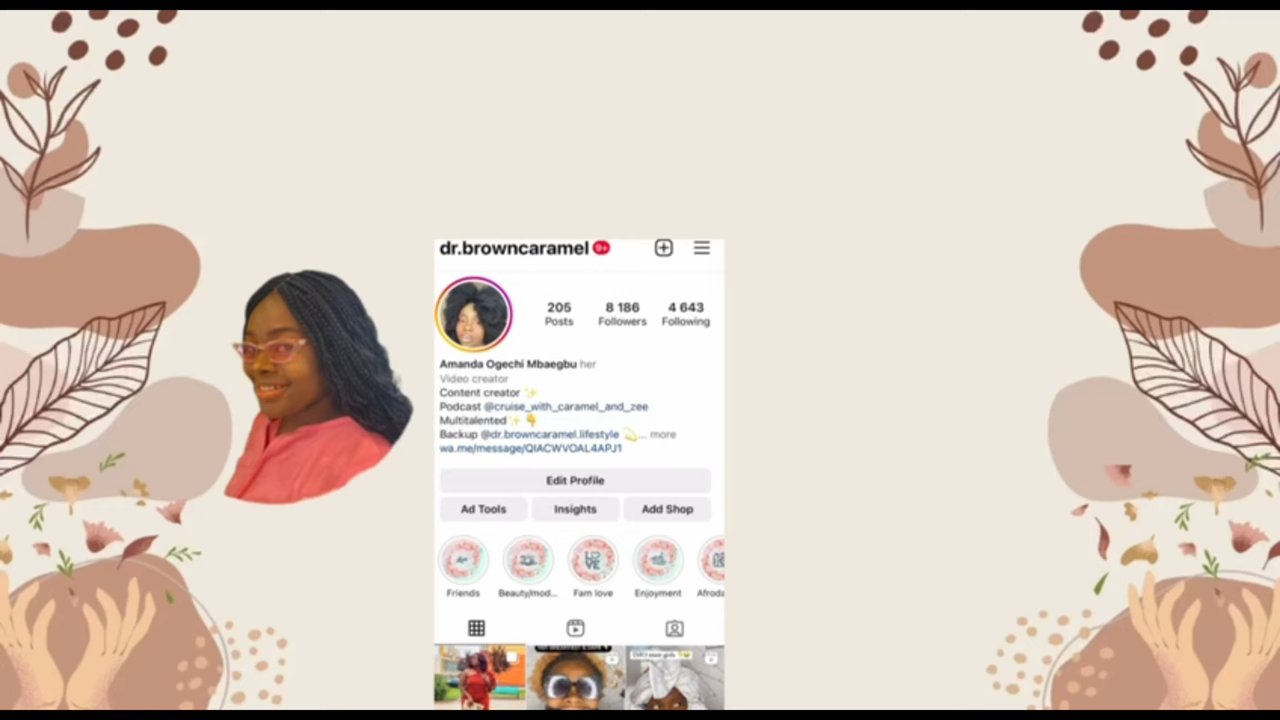 dr.browncaramel 9+
205 8 186 4 643
Posts Followers Following
Amanda Ogechi Mbaegbu her
Video creator
Content creator ✨
Podcast @cruise_with_caramel_and_zee
Multitalented ✨ 👇
Backup @dr.browncaramel.lifestyle 💫... more
wa.me/message/QIACWVOAL4APJ1
Edit Profile
Ad Tools Insights Add Shop
LOVE
Friends Beauty/mod... Fam love Enjoyment Afroda